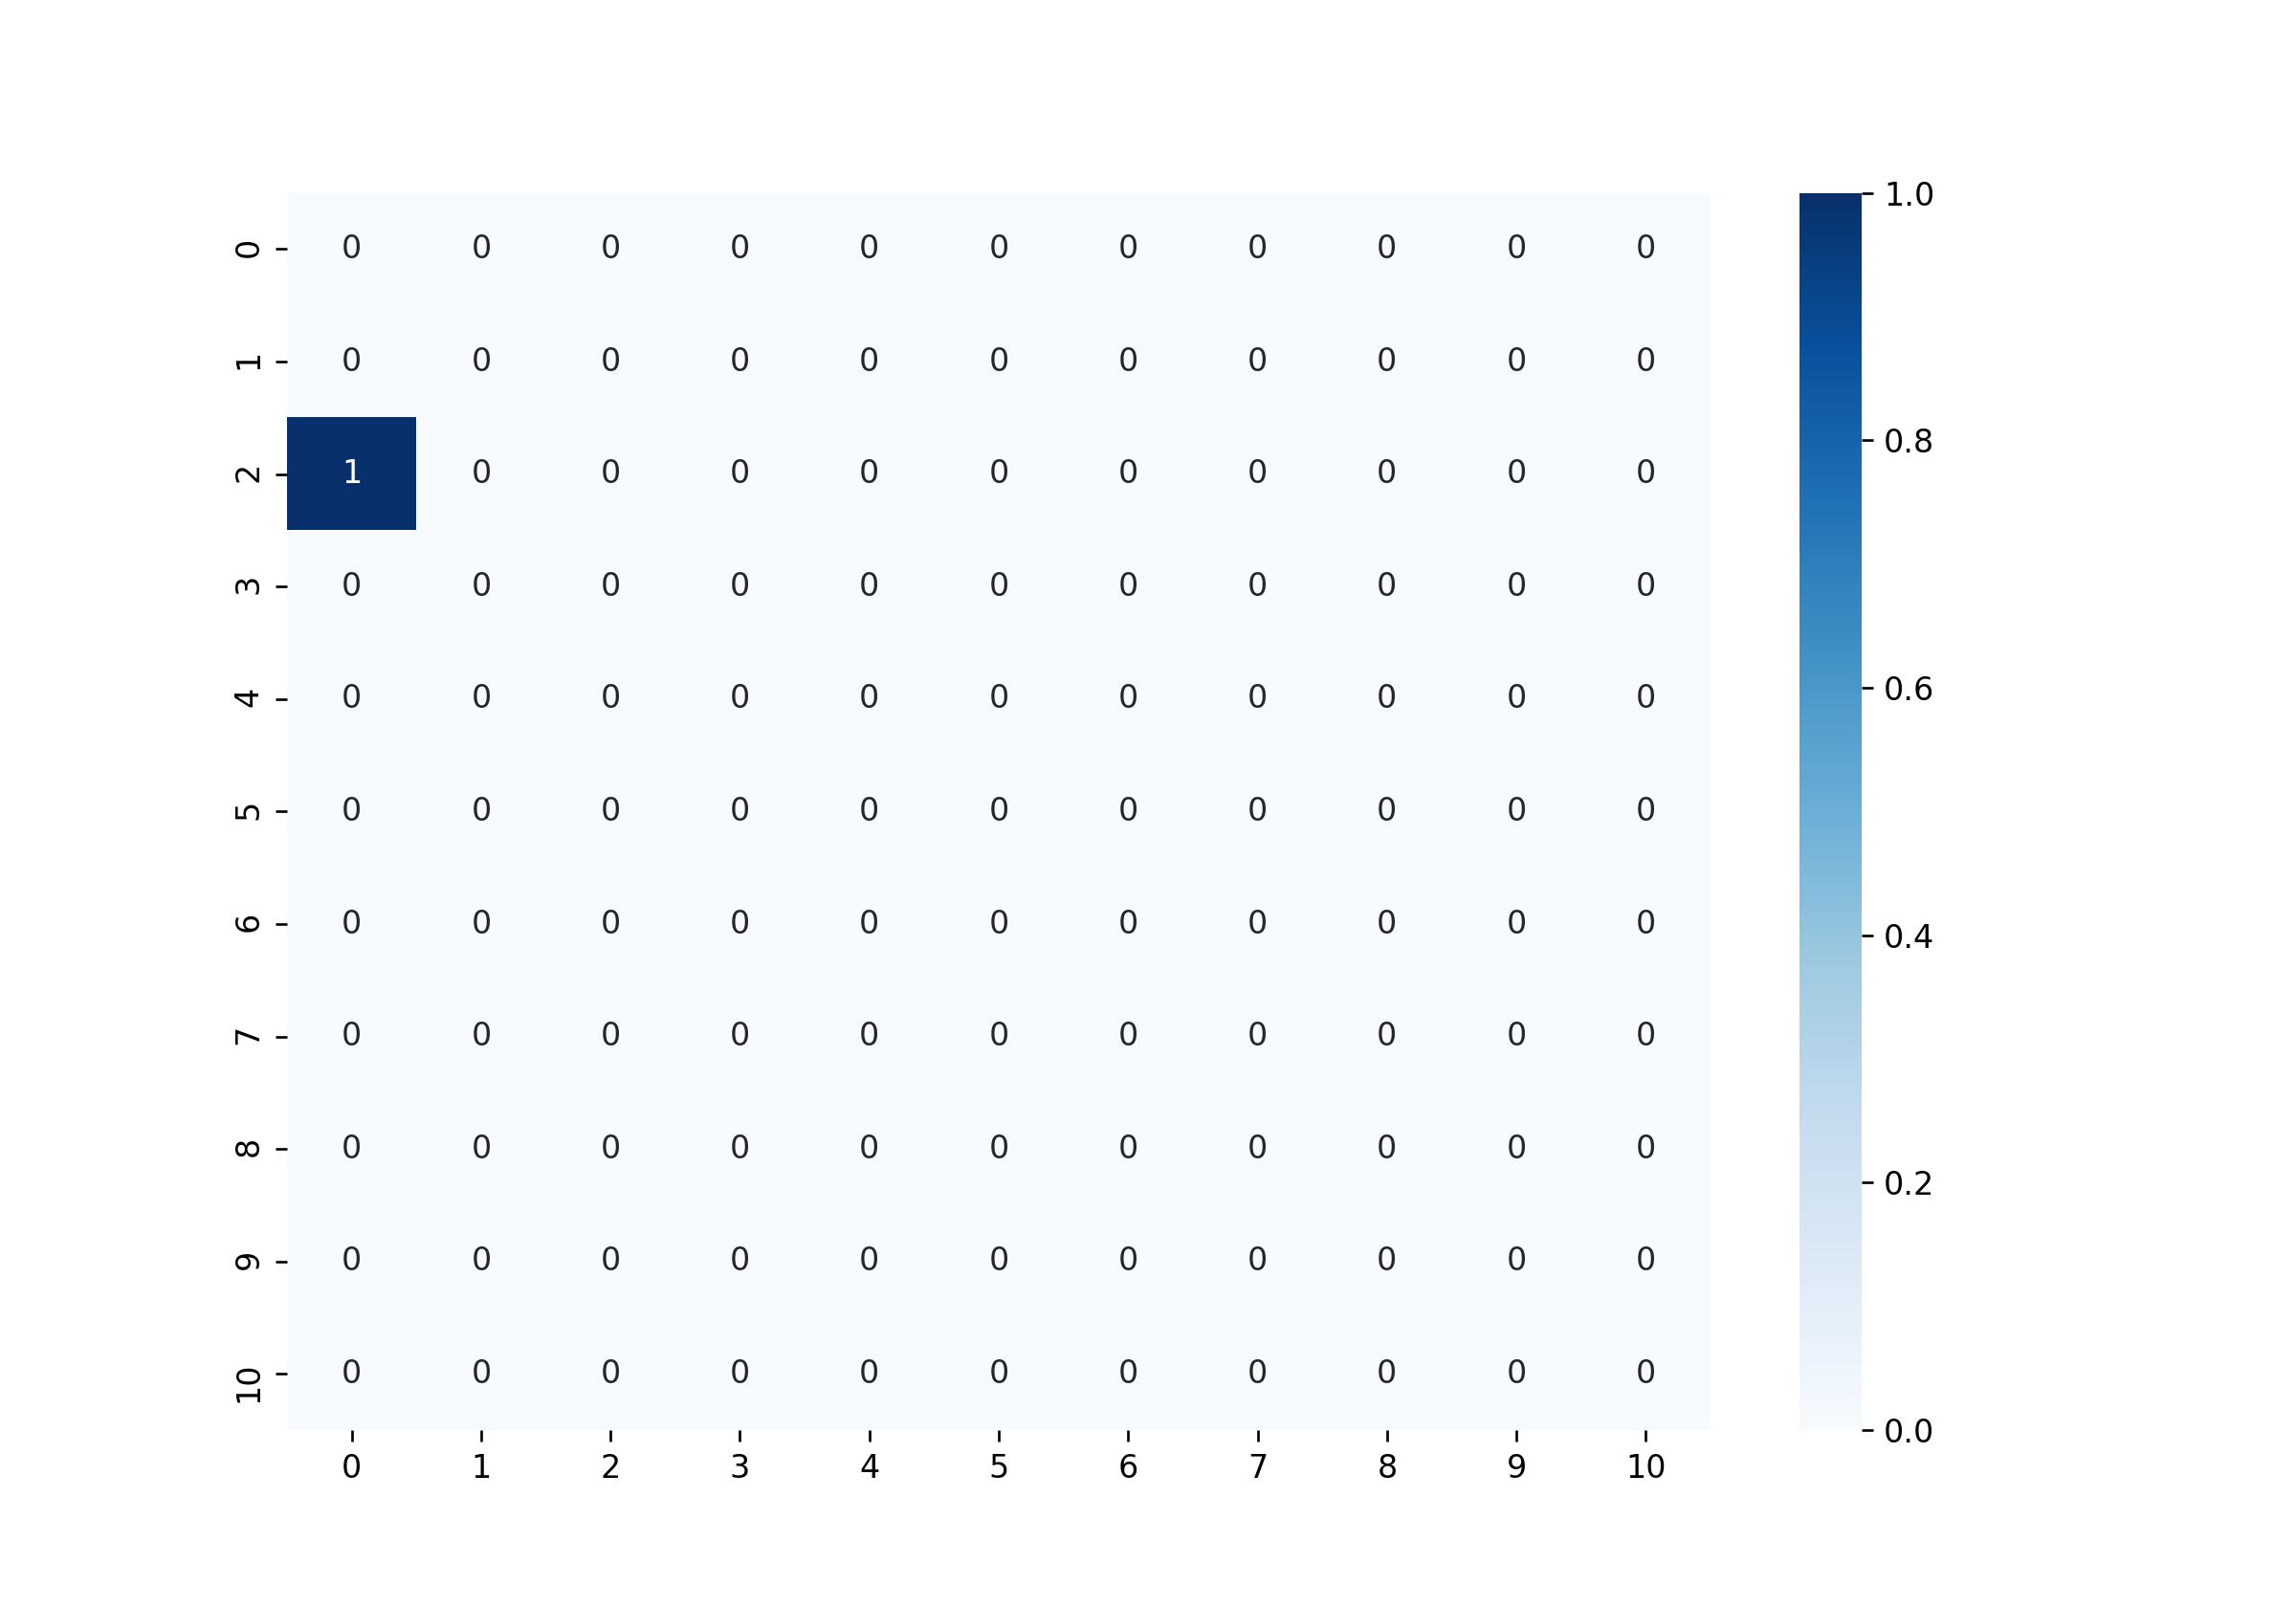 1.0
0 0 0 0 0 0 0 0 0 0 0 0
1 0 0 0 0 0 0 0 0 0 0 0
0.8
2 1 0 0 0 0 0 0 0 0 0 0
3 0 0 0 0 0 0 0 0 0 0 0
0.6
4 0 0 0 0 0 0 0 0 0 0 0
5 0 0 0 0 0 0 0 0 0 0 0
6 0 0 0 0 0 0 0 0 0 0 0
0.4
7 0 0 0 0 0 0 0 0 0 0 0
8 0 0 0 0 0 0 0 0 0 0 0
0.2
9 0 0 0 0 0 0 0 0 0 0 0
10 0 0 0 0 0 0 0 0 0 0 0
0.0
0 1 2 3 4 5 6 7 8 9 10